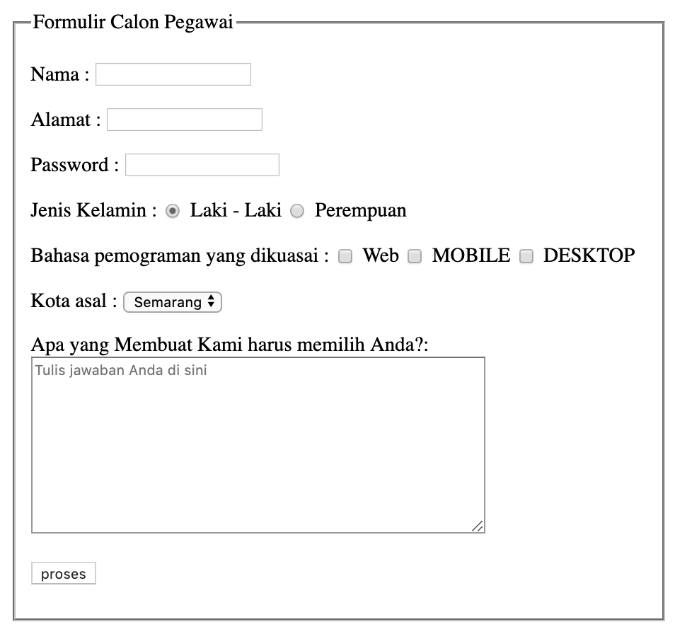 Formulir Calon Pegawai
Nama :
Alamat :
Password :
Jenis Kelamin : Laki - Laki Perempuan
Bahasa pemograman yang dikuasai : Web MOBILE DESKTOP
Kota asal : Semarang
Apa yang Membuat Kami harus memilih Anda?:
Tulis jawaban Anda di sini
proses